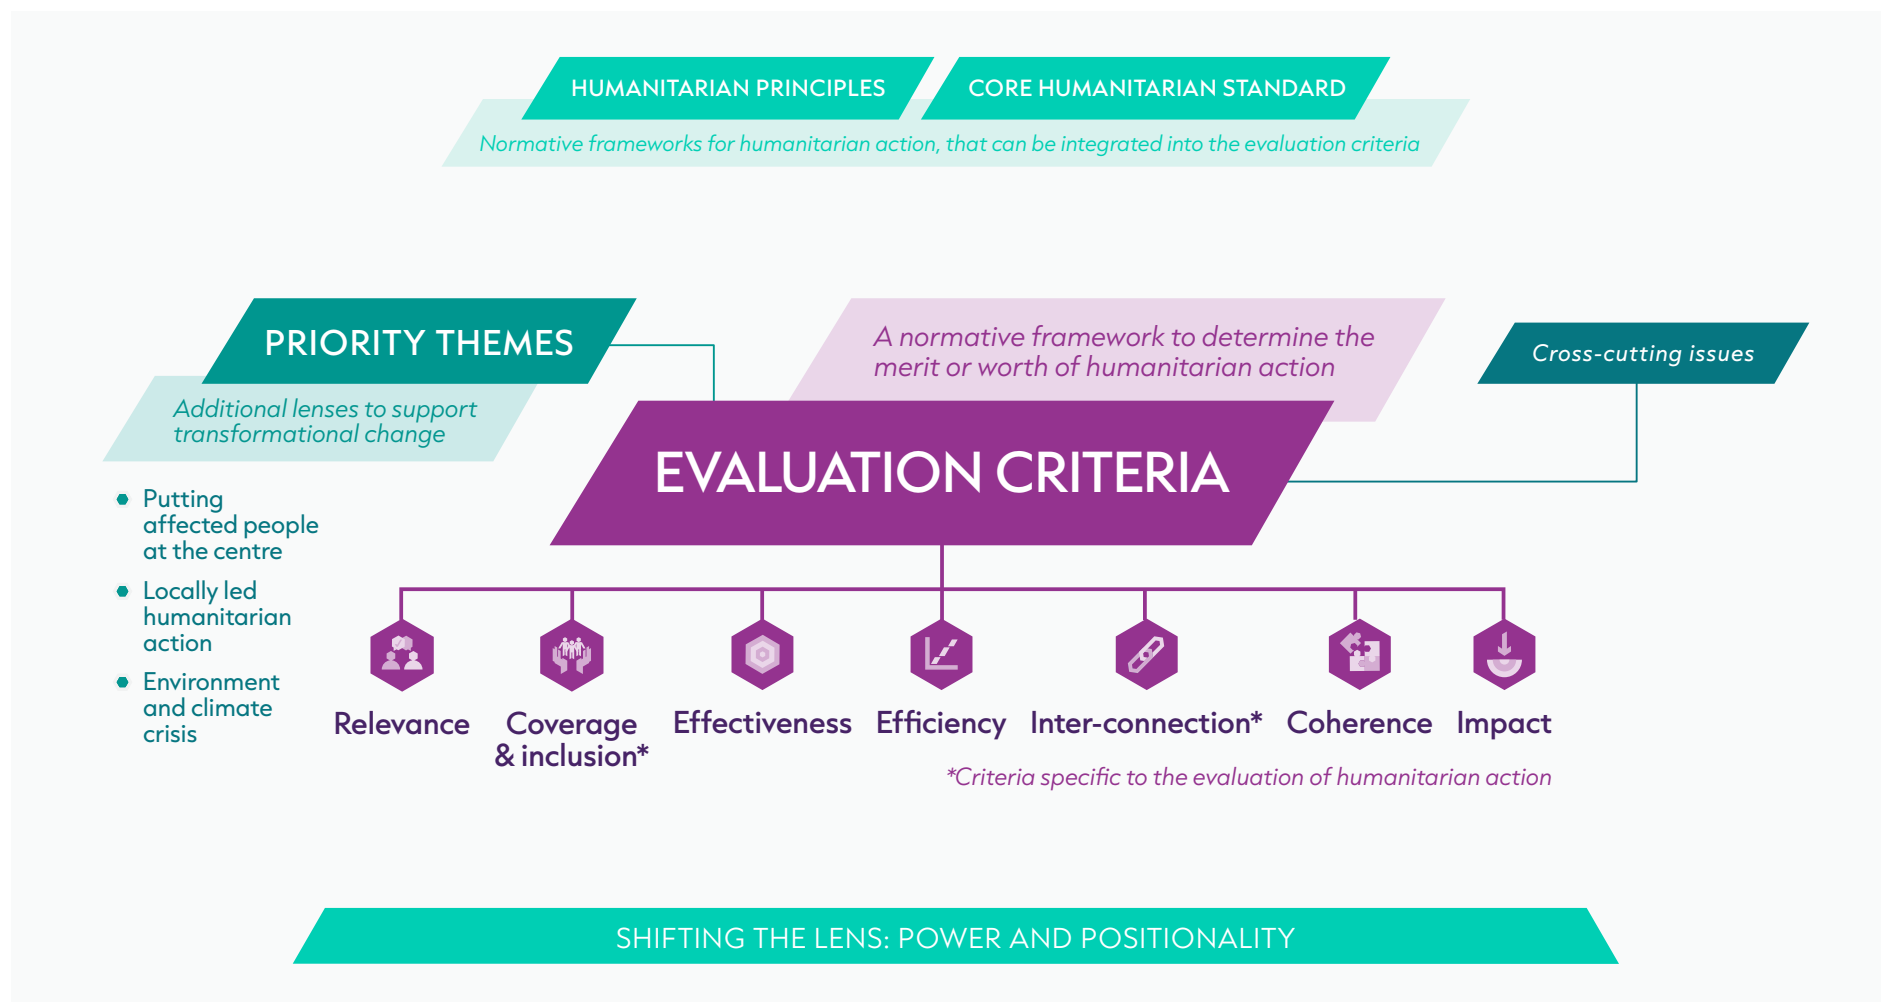 HUMANITARIAN PRINCIPLES
CORE HUMANITARIAN STANDARD
Normative frameworks for humanitarian action, that can be integrated into the evaluation criteria
PRIORITY THEMES
Additional lenses to support
transformational change
Putting
affected people
at the centre
Locally led
humanitarian
action
Environment
and climate
crisis
A normative framework to determine the
merit or worth of humanitarian action
EVALUATION CRITERIA
Cross-cutting issues
Relevance
Coverage
& inclusion*
Effectiveness
Efficiency
Inter-connection*
Coherence
Impact
*Criteria specific to the evaluation of humanitarian action
SHIFTING THE LENS: POWER AND POSITIONALITY